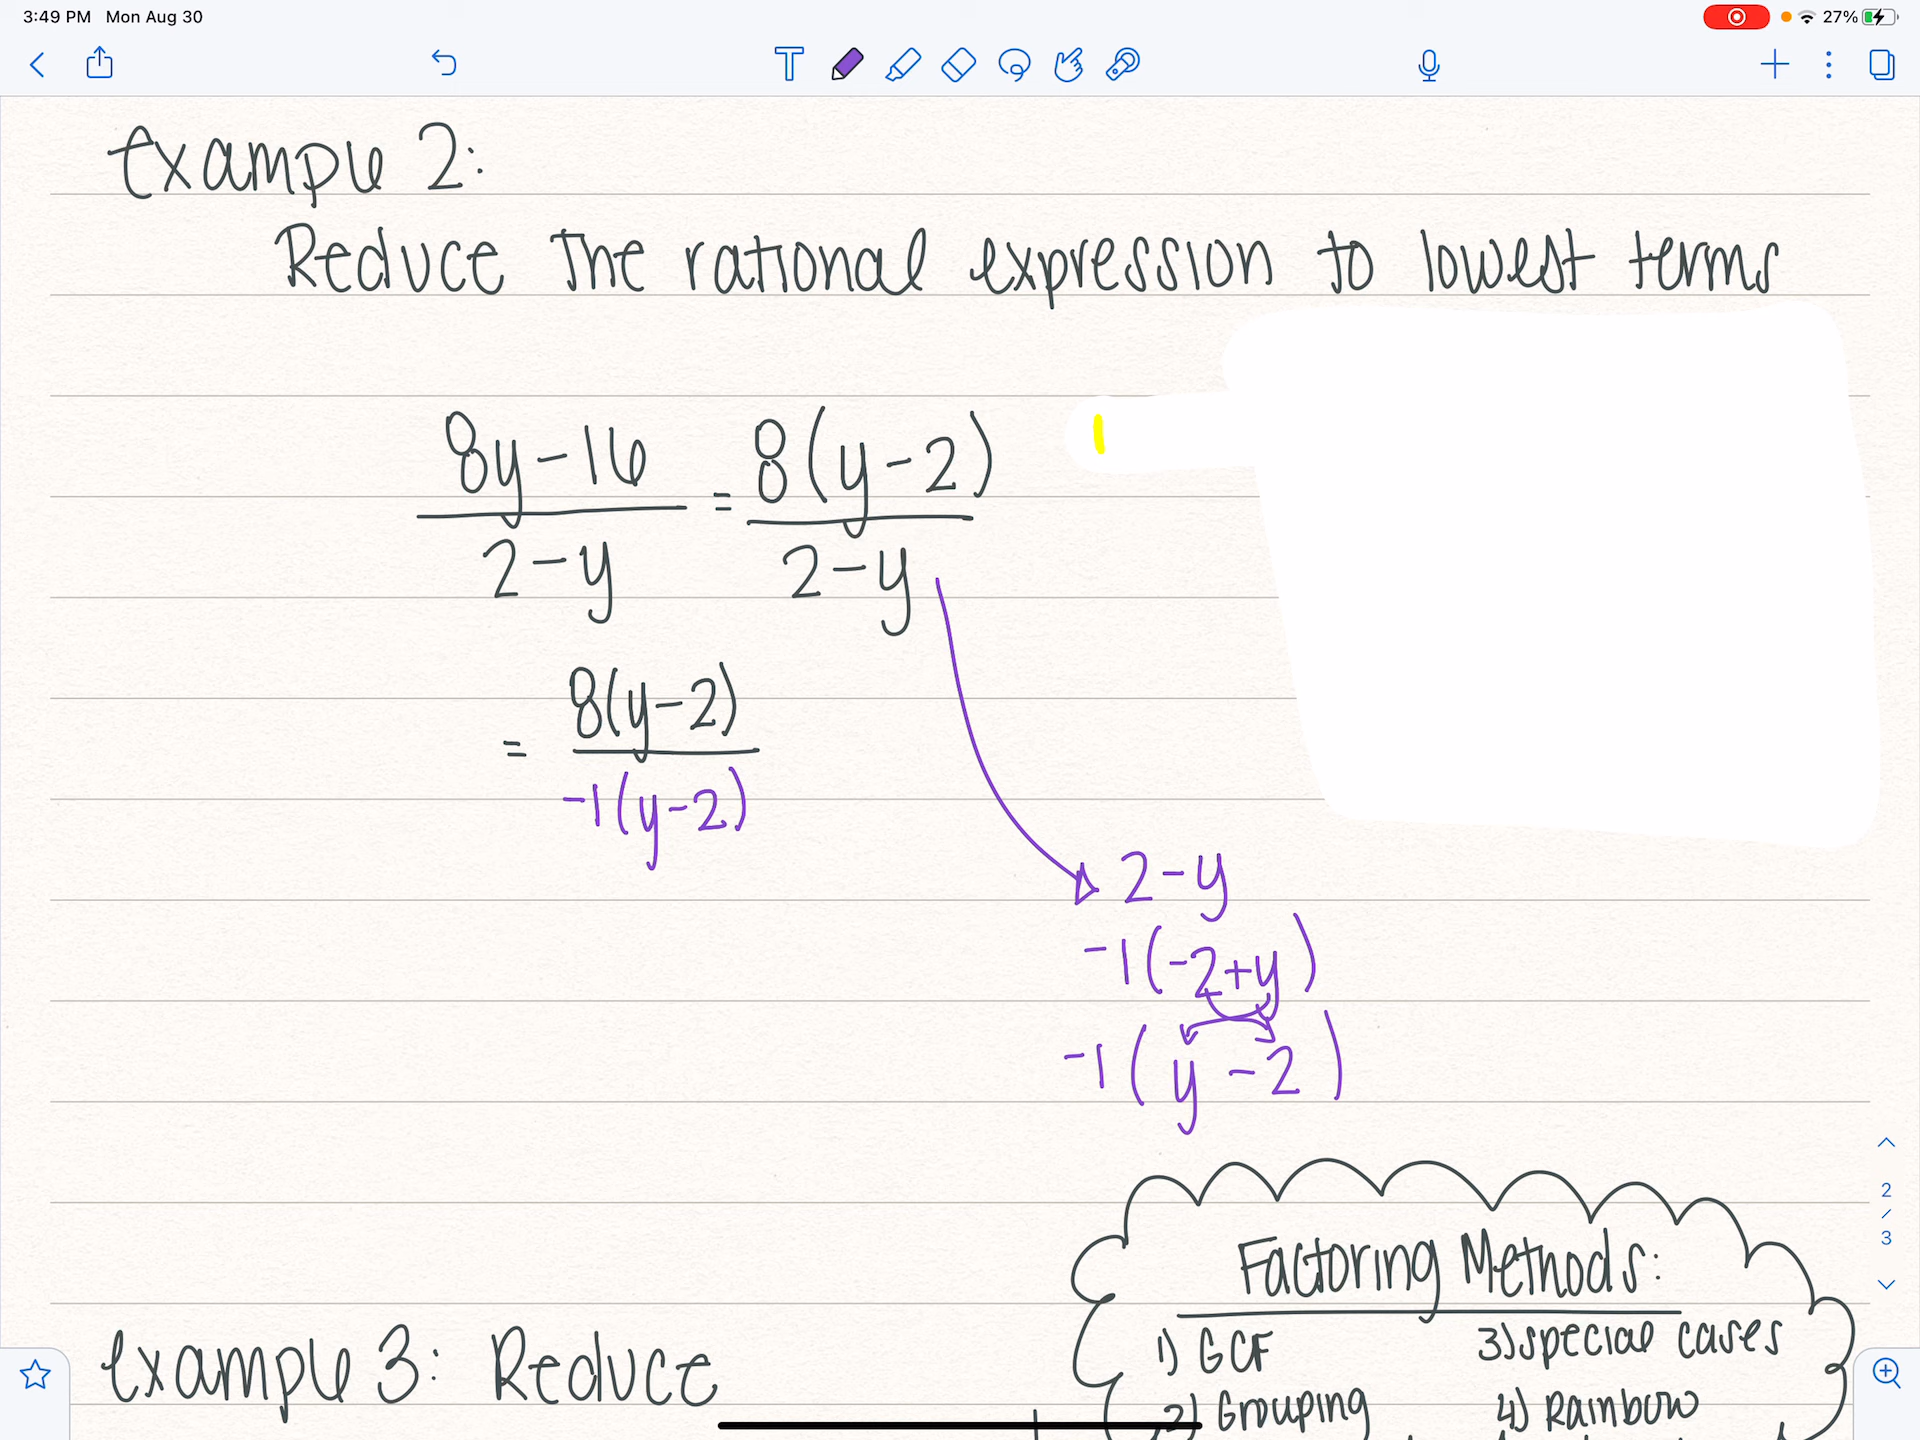 3:49 PM Mon Aug 30
27%
Example 2:
Reduce the rational expression to lowest terms
8y-16 = 8(y-2)
2-y 2-y
= 8(y-2)
-1(y-2)
2-y
-1(-2+y)
-1(y-2)
2
/
3
Factoring Methods:
1) GCF 3) special cases
2) Grouping 4) Rainbow
Example 3: Reduce